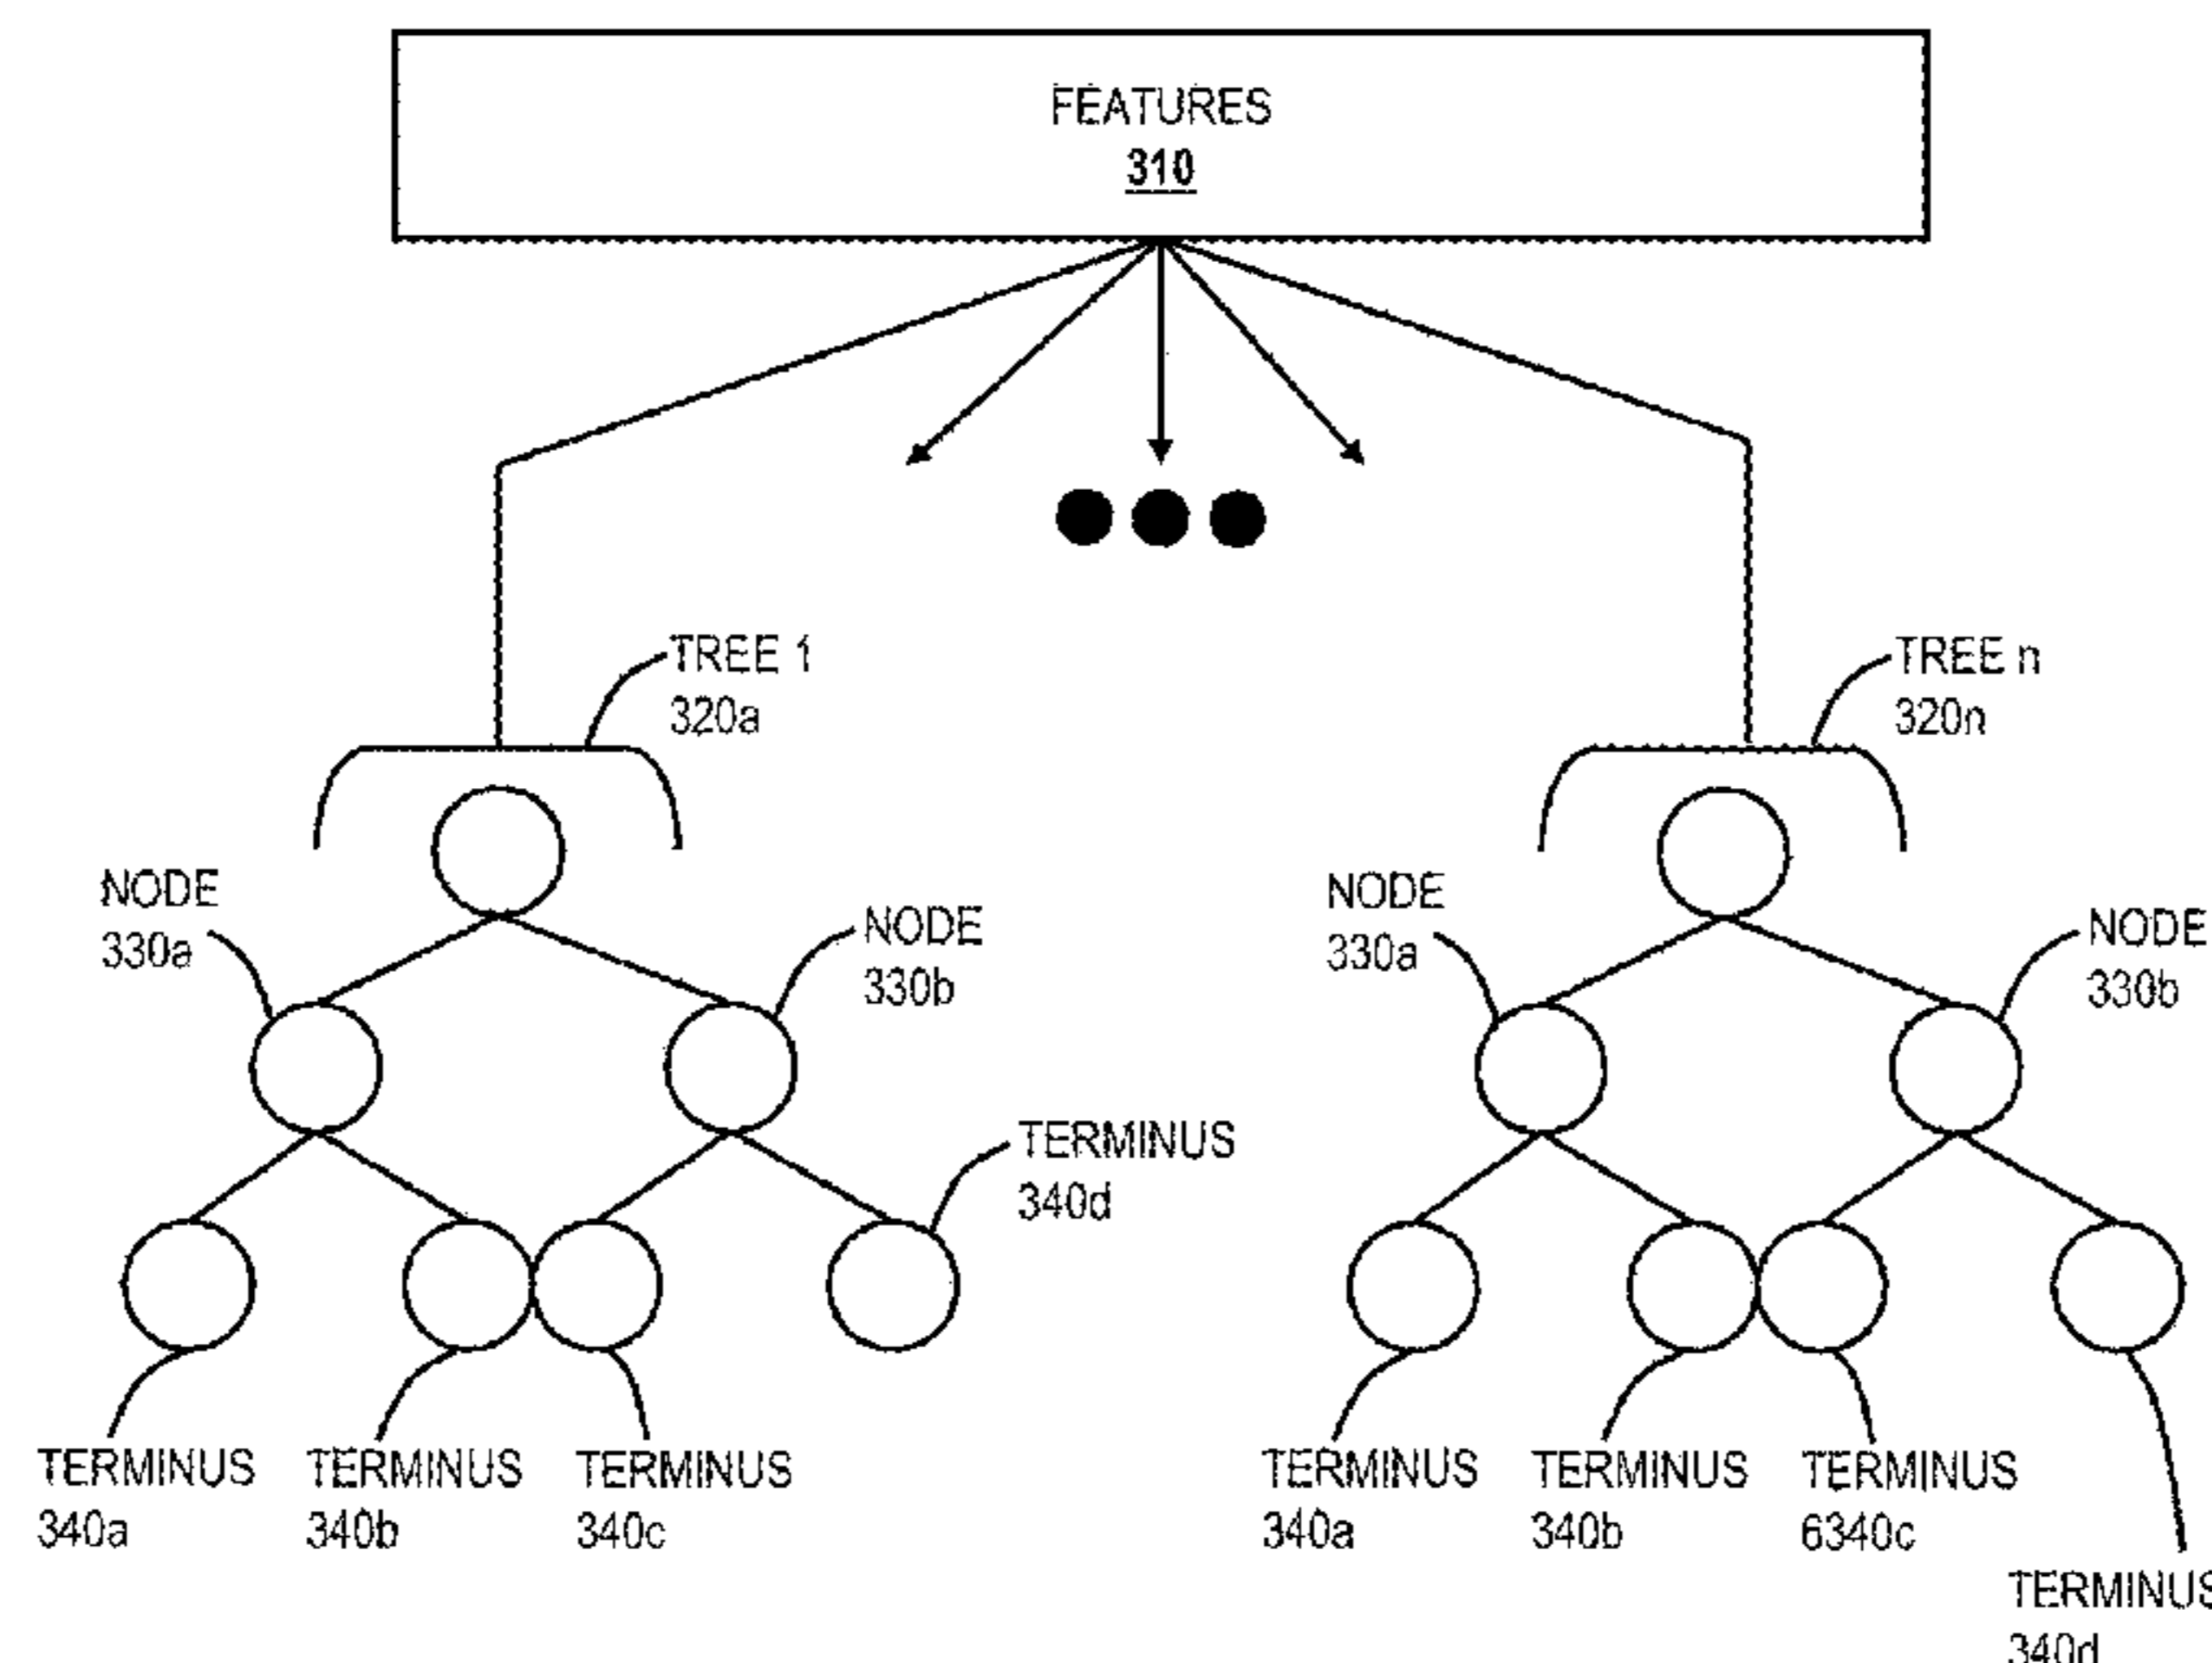 FEATURES
310
TREE 1
320a
TREE n
320n
NODE
330a
NODE
330b
NODE
330a
NODE
330b
TERMINUS
340d
TERMINUS
340a
TERMINUS
340b
TERMINUS
340c
TERMINUS
340a
TERMINUS
340b
TERMINUS
6340c
TERMINUS
340d